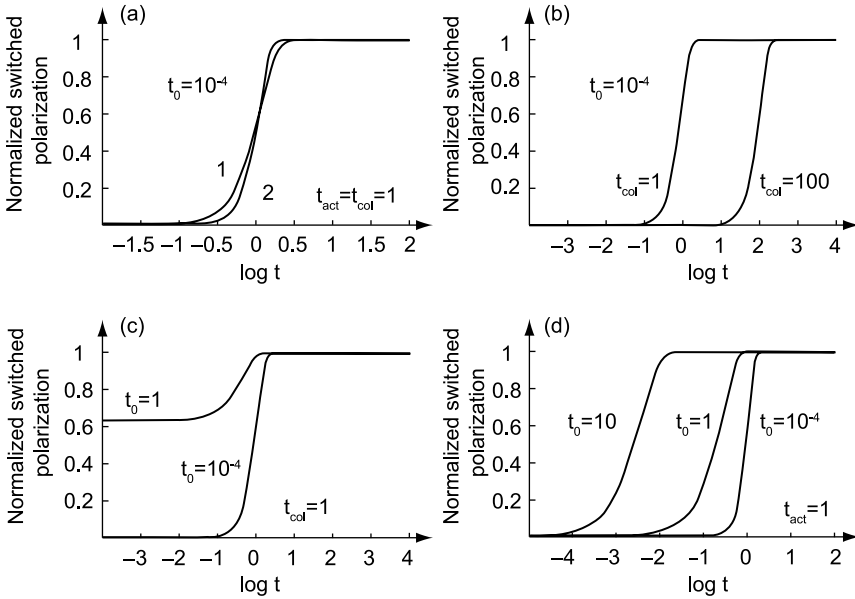 (a)
Normalized switched
polarization
1
0.8
0.6
0.4
0.2
t0=10-4
1
2
tact=tcol=1
−1.5 −1 −0.5 0 0.5 1 1.5 2
log t
(b)
Normalized switched
polarization
1
0.8
0.6
0.4
0.2
t0=10-4
tcol=1
tcol=100
−3 −2 −1 0 1 2 3 4
log t
(c)
Normalized switched
polarization
1
0.8
0.6
0.4
0.2
t0=1
t0=10-4
tcol=1
−3 −2 −1 0 1 2 3 4
log t
(d)
Normalized switched
polarization
1
0.8
0.6
0.4
0.2
t0=10
t0=1
t0=10-4
tact=1
−4 −3 −2 −1 0 1 2
log t